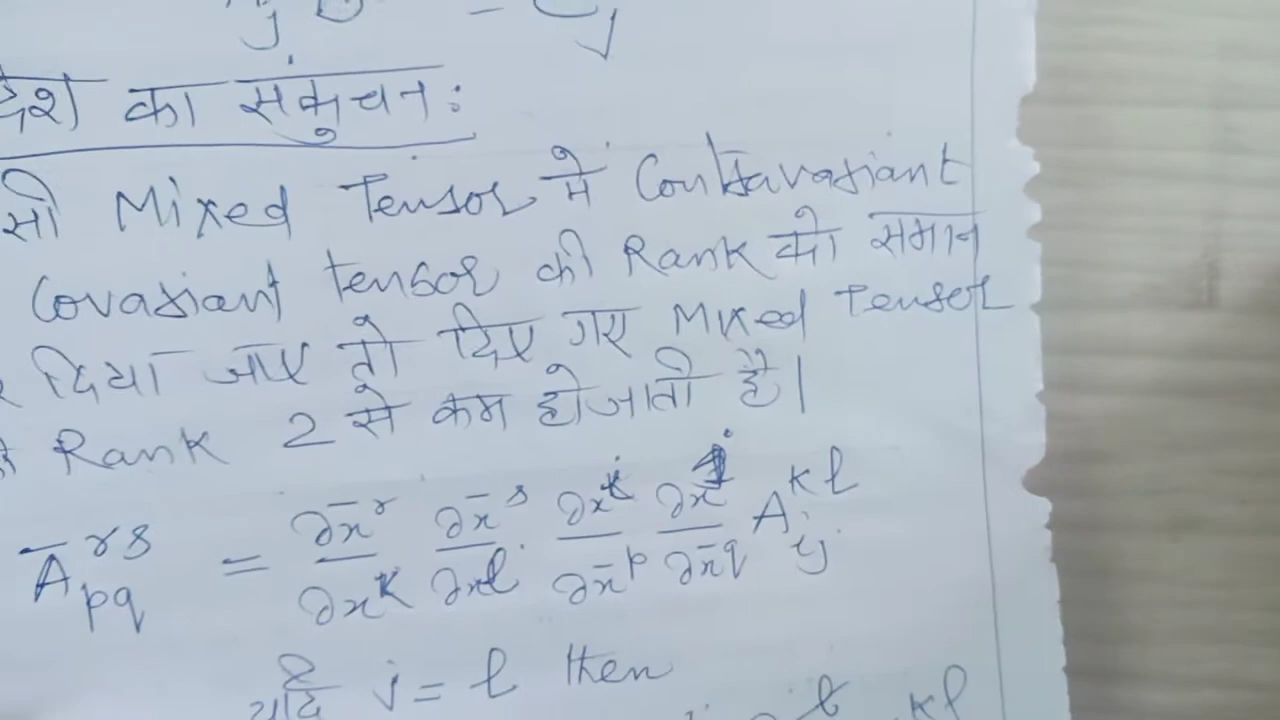 देश का संकुचन:
सी Mixed Tensor मे Contravariant
Covariant tensor की Rank को समान
र दिया जाए तो दिए गए Mixed Tensor
Rank 2 से कम हो जाती है।
Ā^{rs}_{pq} = ∂x̄^r/∂x^k ∂x̄^s/∂x^l ∂x^i/∂x̄^p ∂x^j/∂x̄^q A^{kl}_{ij}
यदि j = l then